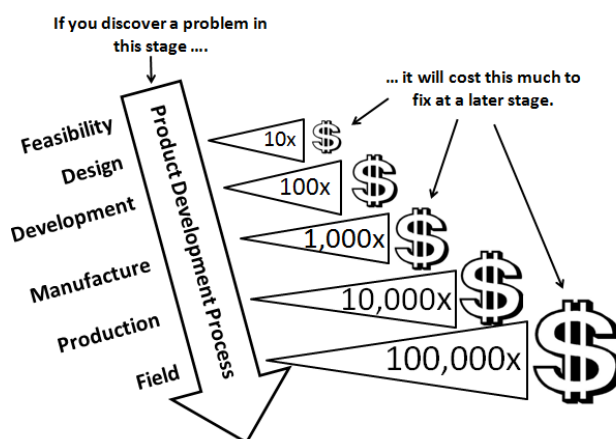 If you discover a problem in
this stage ....
... it will cost this much to
fix at a later stage.
Product Development Process
Feasibility
10x
$
Design
100x
$
Development
1,000x
$
Manufacture
10,000x
$
Production
100,000x
$
Field